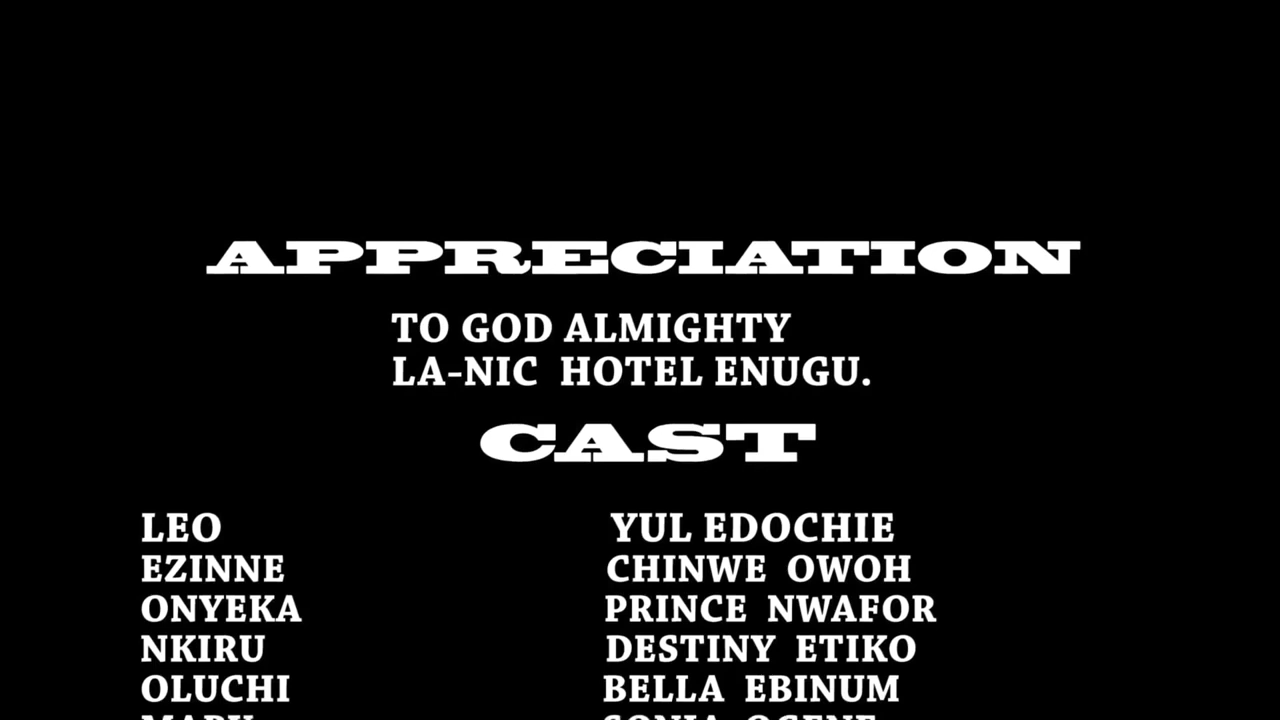 APPRECIATION
TO GOD ALMIGHTY
LA-NIC HOTEL ENUGU.
CAST
LEO YUL EDOCHIE
EZINNE CHINWE OWOH
ONYEKA PRINCE NWAFOR
NKIRU DESTINY ETIKO
OLUCHI BELLA EBINUM